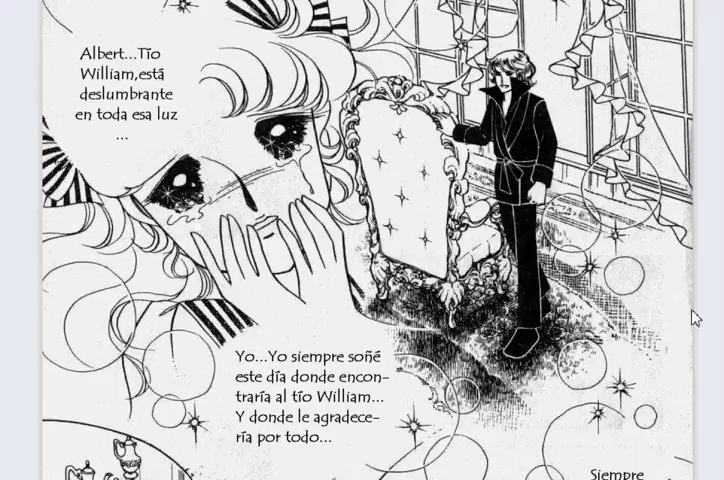 Albert...Tío
William,está
deslumbrante
en toda esa luz
...
Yo...Yo siempre soñé
este día donde encon-
traría al tío William...
Y donde le agradece-
ría por todo...
Siempre